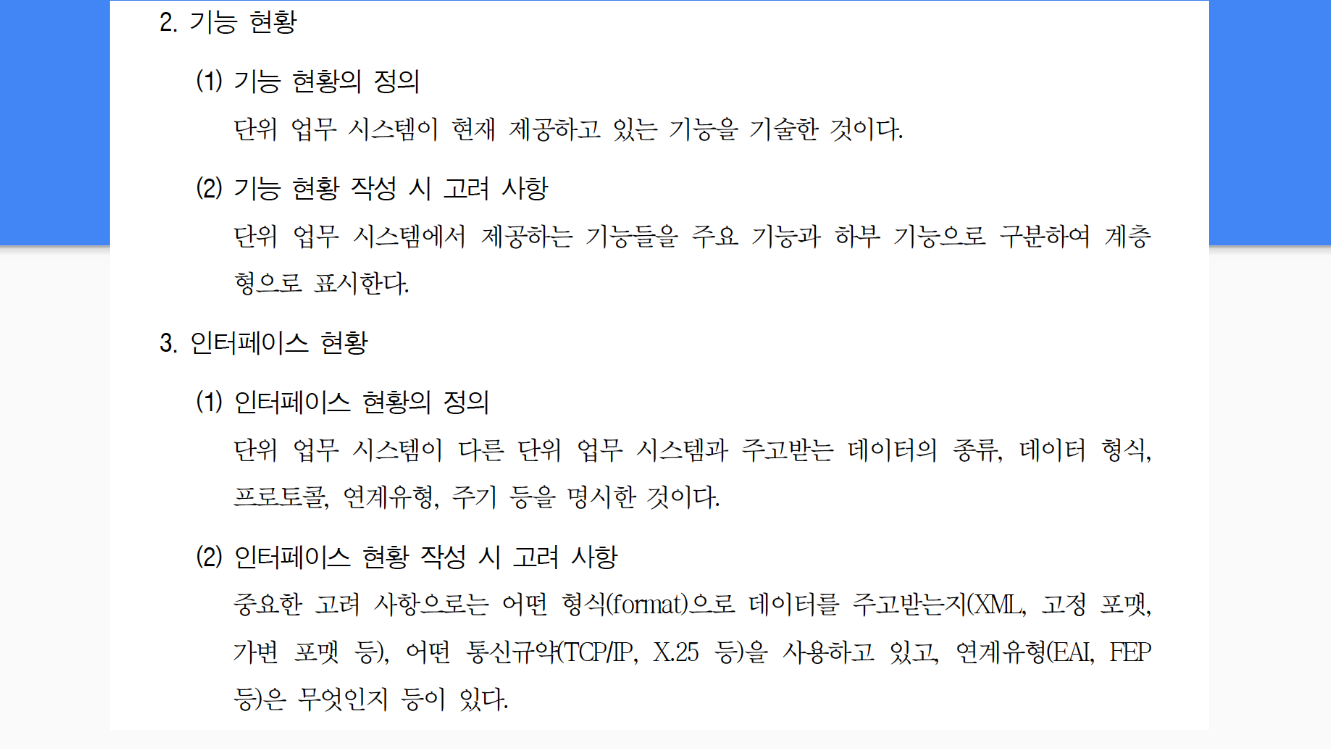 2. 기능 현황
(1) 기능 현황의 정의
단위 업무 시스템이 현재 제공하고 있는 기능을 기술한 것이다.
(2) 기능 현황 작성 시 고려 사항
단위 업무 시스템에서 제공하는 기능들을 주요 기능과 하부 기능으로 구분하여 계층
형으로 표시한다.
3. 인터페이스 현황
(1) 인터페이스 현황의 정의
단위 업무 시스템이 다른 단위 업무 시스템과 주고받는 데이터의 종류, 데이터 형식,
프로토콜, 연계유형, 주기 등을 명시한 것이다.
(2) 인터페이스 현황 작성 시 고려 사항
중요한 고려 사항으로는 어떤 형식(format)으로 데이터를 주고받는지(XML, 고정 포맷,
가변 포맷 등), 어떤 통신규약(TCP/IP, X.25 등)을 사용하고 있고, 연계유형(EAI, FEP
등)은 무엇인지 등이 있다.